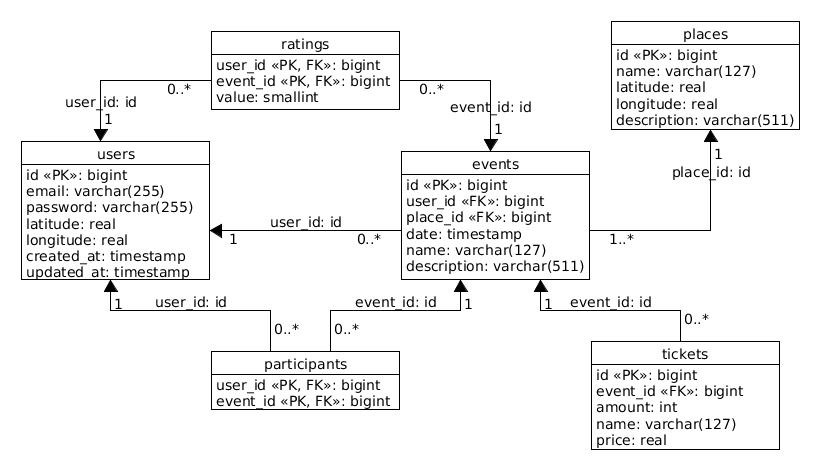 ratings
user_id «PK, FK»: bigint
event_id «PK, FK»: bigint
value: smallint
places
id «PK»: bigint
name: varchar(127)
latitude: real
longitude: real
description: varchar(511)
0..*
user_id: id
1
0..*
event_id: id
1
1
place_id: id
users
id «PK»: bigint
email: varchar(255)
password: varchar(255)
latitude: real
longitude: real
created_at: timestamp
updated_at: timestamp
user_id: id
1
0..*
events
id «PK»: bigint
user_id «FK»: bigint
place_id «FK»: bigint
date: timestamp
name: varchar(127)
description: varchar(511)
1..*
1
user_id: id
0..*
event_id: id
1
0..*
1
event_id: id
0..*
participants
user_id «PK, FK»: bigint
event_id «PK, FK»: bigint
tickets
id «PK»: bigint
event_id «FK»: bigint
amount: int
name: varchar(127)
price: real